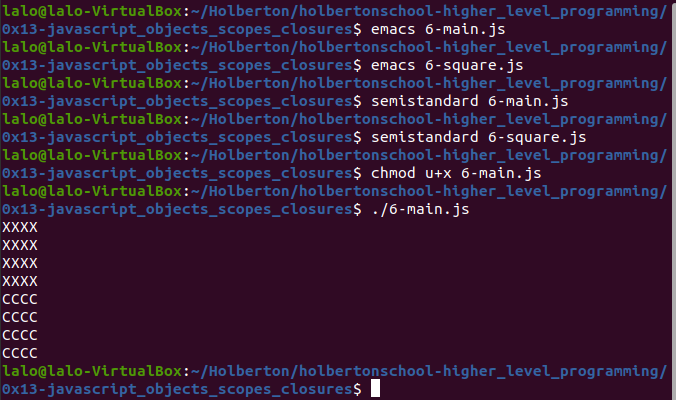 lalo@lalo-VirtualBox:~/Holberton/holbertonschool-higher_level_programming/
0x13-javascript_objects_scopes_closures$ emacs 6-main.js
lalo@lalo-VirtualBox:~/Holberton/holbertonschool-higher_level_programming/
0x13-javascript_objects_scopes_closures$ emacs 6-square.js
lalo@lalo-VirtualBox:~/Holberton/holbertonschool-higher_level_programming/
0x13-javascript_objects_scopes_closures$ semistandard 6-main.js
lalo@lalo-VirtualBox:~/Holberton/holbertonschool-higher_level_programming/
0x13-javascript_objects_scopes_closures$ semistandard 6-square.js
lalo@lalo-VirtualBox:~/Holberton/holbertonschool-higher_level_programming/
0x13-javascript_objects_scopes_closures$ chmod u+x 6-main.js
lalo@lalo-VirtualBox:~/Holberton/holbertonschool-higher_level_programming/
0x13-javascript_objects_scopes_closures$ ./6-main.js
XXXX
XXXX
XXXX
XXXX
CCCC
CCCC
CCCC
CCCC
lalo@lalo-VirtualBox:~/Holberton/holbertonschool-higher_level_programming/
0x13-javascript_objects_scopes_closures$